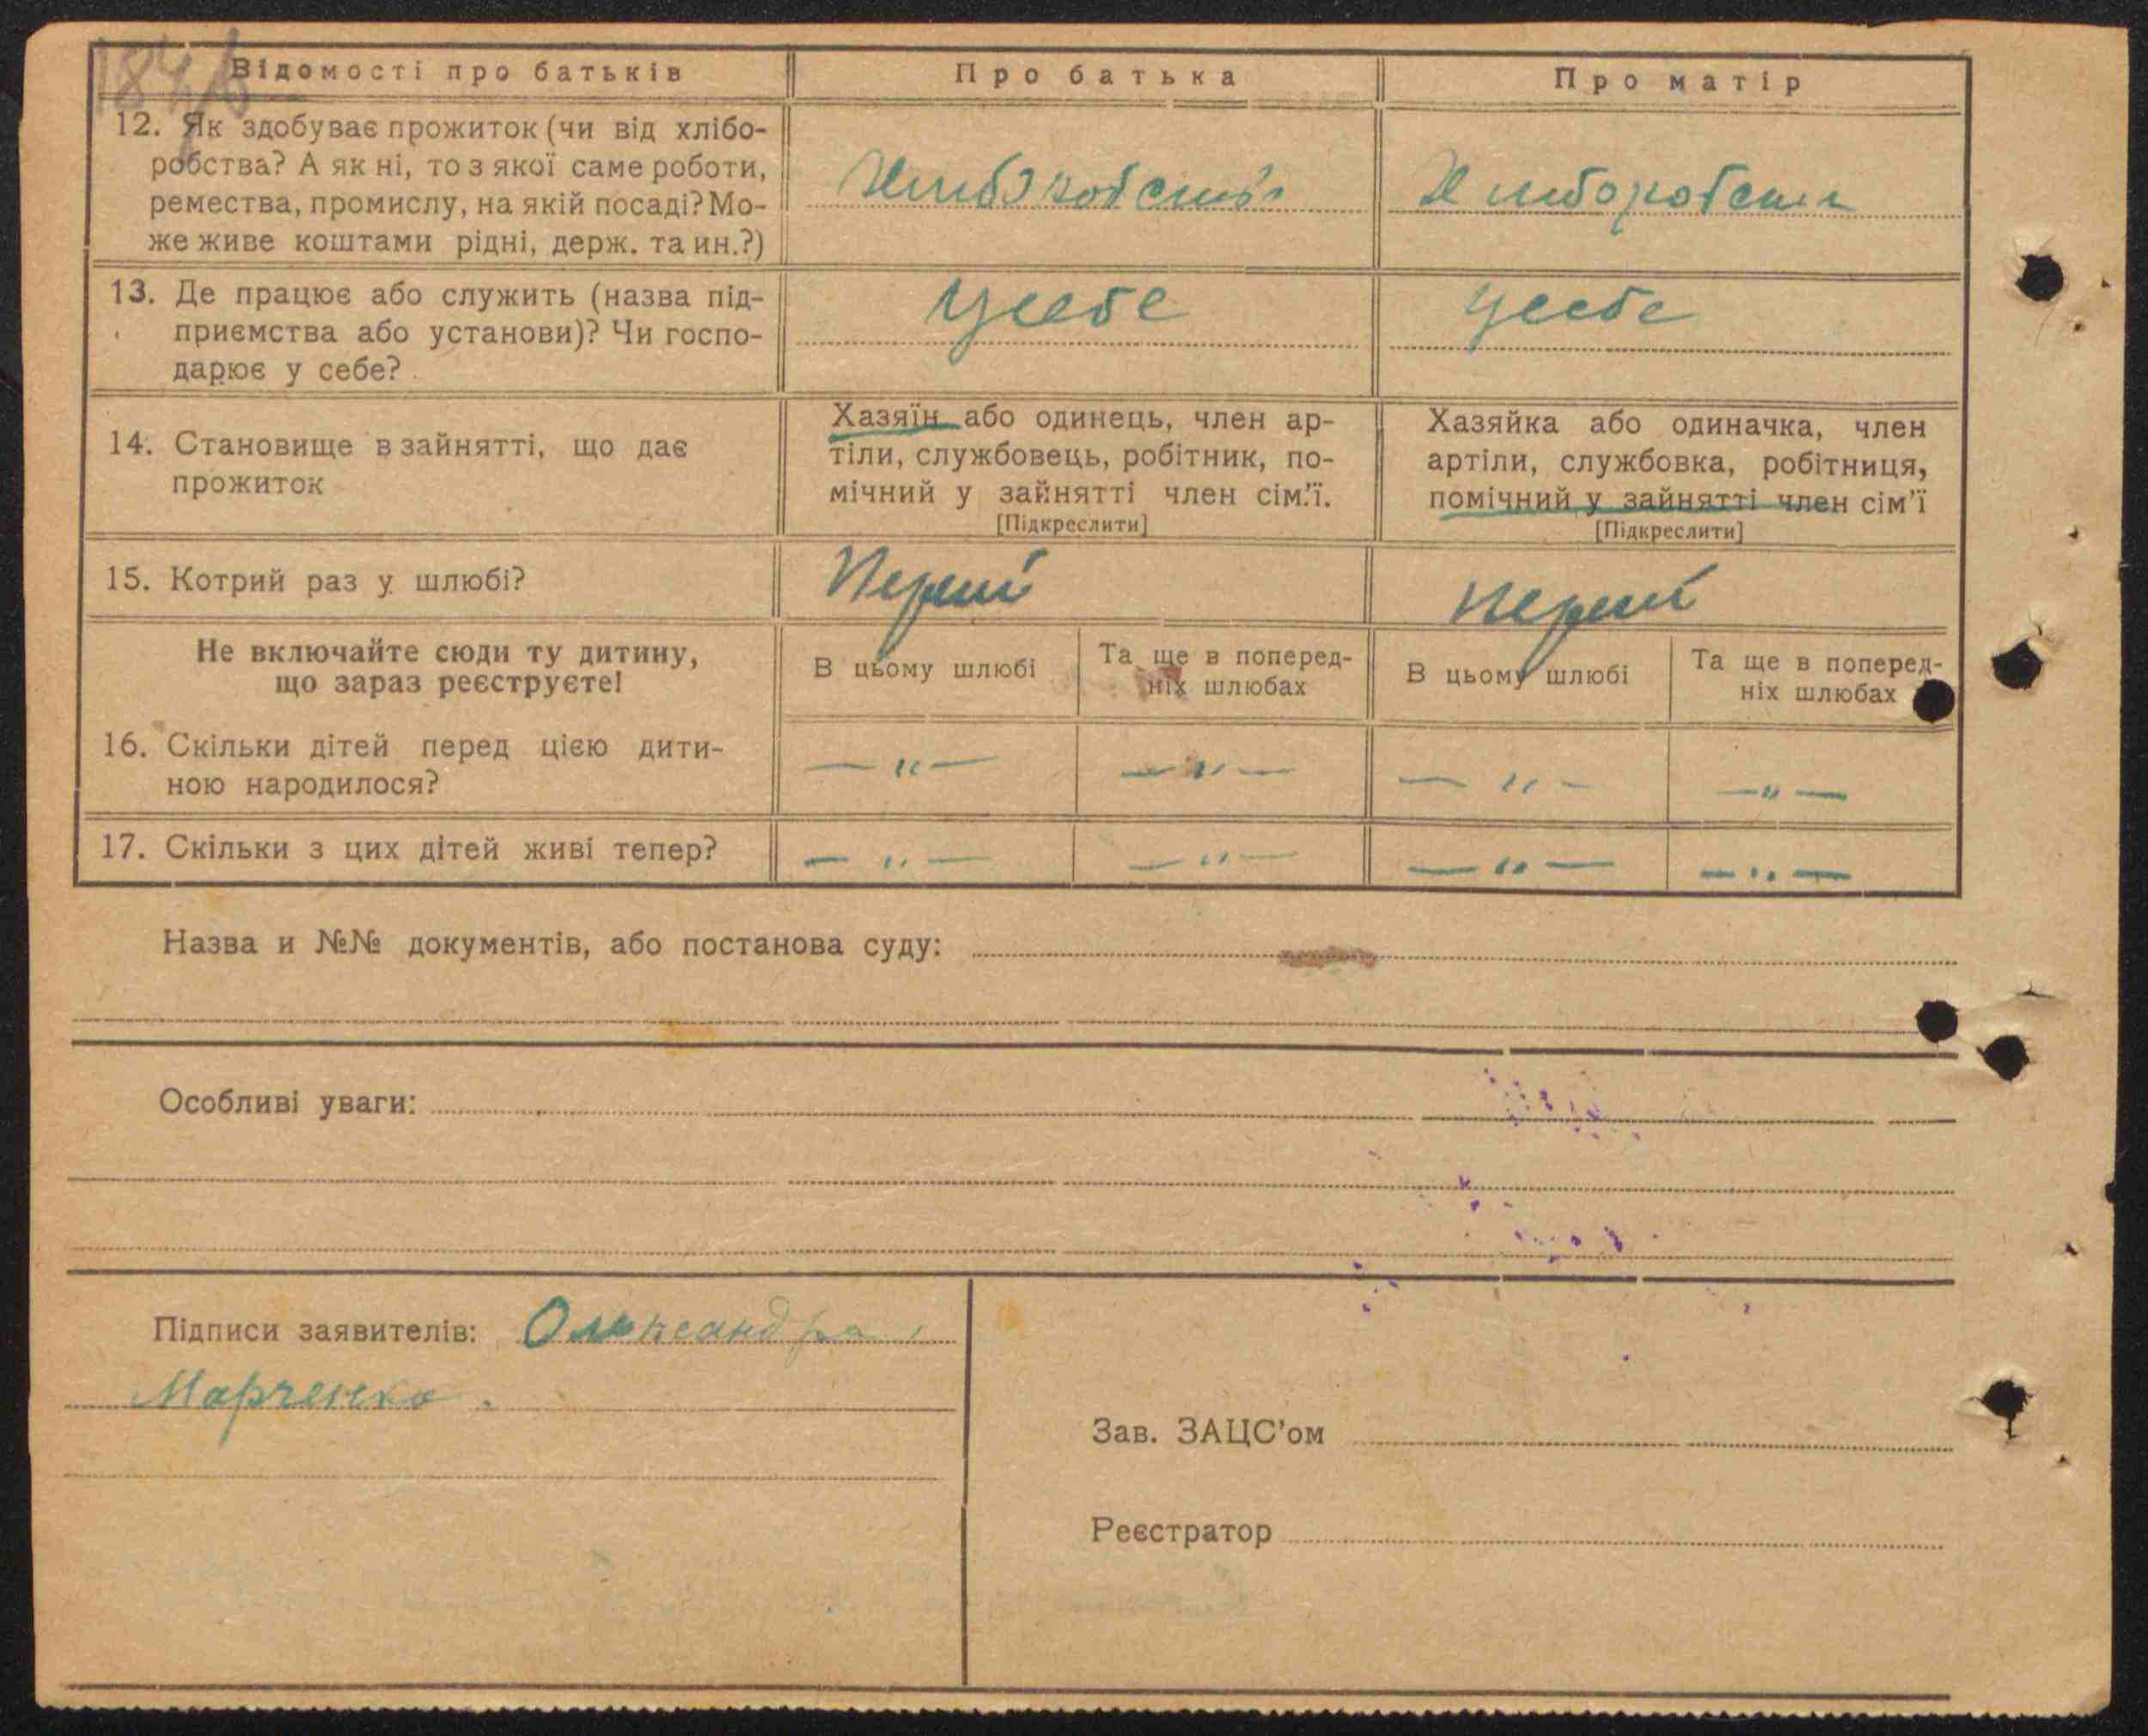 Відомості про батьків
Про батька
Про матір
12. Як здобуває прожиток (чи від хлібо-
робства? А як ні, то з якої саме роботи,
ремества, промислу, на якій посаді? Мо-
же живе коштами рідні, держ. та ин.?)
13. Де працює або служить (назва під-
приємства або установи)? Чи госпо-
дарює у себе?
усебе
усебе
14. Становище в зайнятті, що дає
прожиток
Хазяїн або одинець, член ар-
тіли, службовець, робітник, по-
мічний у зайнятті член сім'ї.
[Підкреслити]
Хазяйка або одиначка, член
артіли, службовка, робітниця,
помічний у зайнятті член сім'ї
[Підкреслити]
15. Котрий раз у шлюбі?
Перши
перши
Не включайте сюди ту дитину,
що зараз реєструєте!
В цьому шлюбі
Та ще в поперед-
ніх шлюбах
В цьому шлюбі
Та ще в поперед-
ніх шлюбах
16. Скільки дітей перед цією дити-
ною народилося?
— " —
— " —
— " —
— " —
17. Скільки з цих дітей живі тепер?
— " —
— " —
— " —
— " —
Назва и №№ документів, або постанова суду:
Особливі уваги:
Підписи заявителів: Олександра
Марченко.
Зав. ЗАЦС'ом
Реєстратор